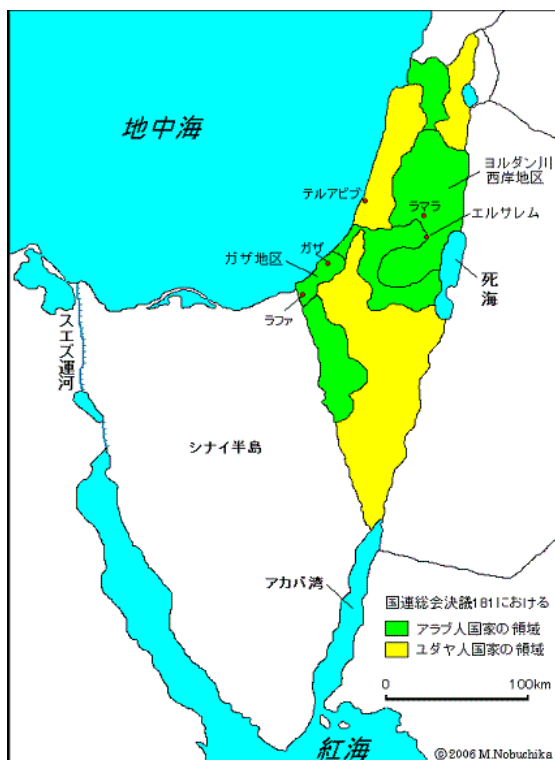 地中海
ヨルダン川
西岸地区
テルアビブ
ラマラ
エルサレム
ガザ
ガザ地区
死海
ラファ
スエズ運河
シナイ半島
アカバ湾
国連総会決議181における
アラブ人国家の領域
ユダヤ人国家の領域
0 100km
紅海
©2006 M.Nobuchika